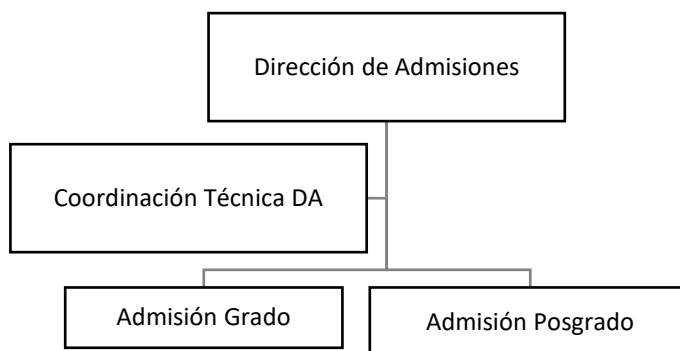 Dirección de Admisiones
Coordinación Técnica DA
Admisión Grado
Admisión Posgrado